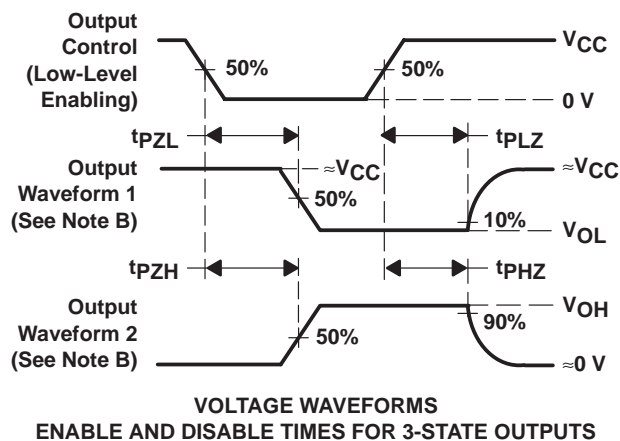 Output
Control
(Low-Level
Enabling)
50%
50%
VCC
0 V
tPZL
tPLZ
Output
Waveform 1
(See Note B)
≈VCC
50%
≈VCC
10%
VOL
tPZH
tPHZ
Output
Waveform 2
(See Note B)
50%
VOH
90%
≈0 V
VOLTAGE WAVEFORMS
ENABLE AND DISABLE TIMES FOR 3-STATE OUTPUTS